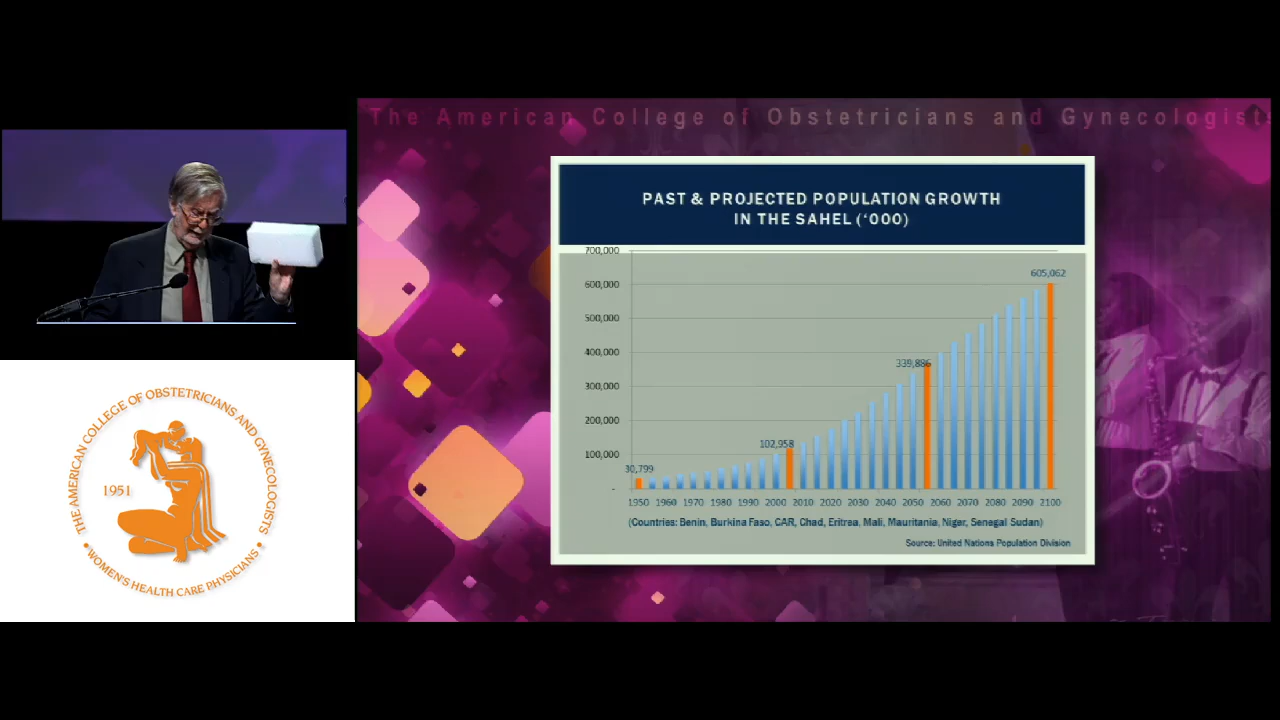 The American College of Obstetricians and Gynecologists
PAST & PROJECTED POPULATION GROWTH
IN THE SAHEL (‘000)
700,000
600,000
500,000
400,000
300,000
200,000
100,000
-
30,799
102,958
339,886
605,062
1950 1960 1970 1980 1990 2000 2010 2020 2030 2040 2050 2060 2070 2080 2090 2100
(Countries: Benin, Burkina Faso, CAR, Chad, Eritrea, Mali, Mauritania, Niger, Senegal Sudan)
Source: United Nations Population Division
THE AMERICAN COLLEGE OF OBSTETRICIANS AND GYNECOLOGISTS
1951
• WOMEN'S HEALTH CARE PHYSICIANS •